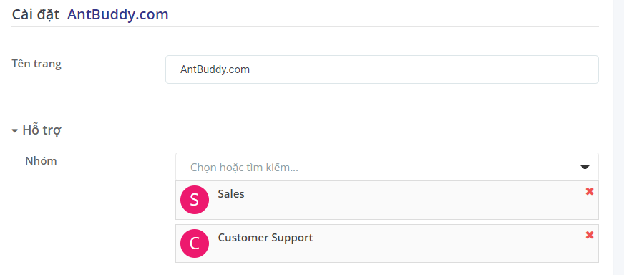 Cài đặt AntBuddy.com
Tên trang
AntBuddy.com
Hỗ trợ
Nhóm
Chọn hoặc tìm kiếm...
S
Sales
C
Customer Support